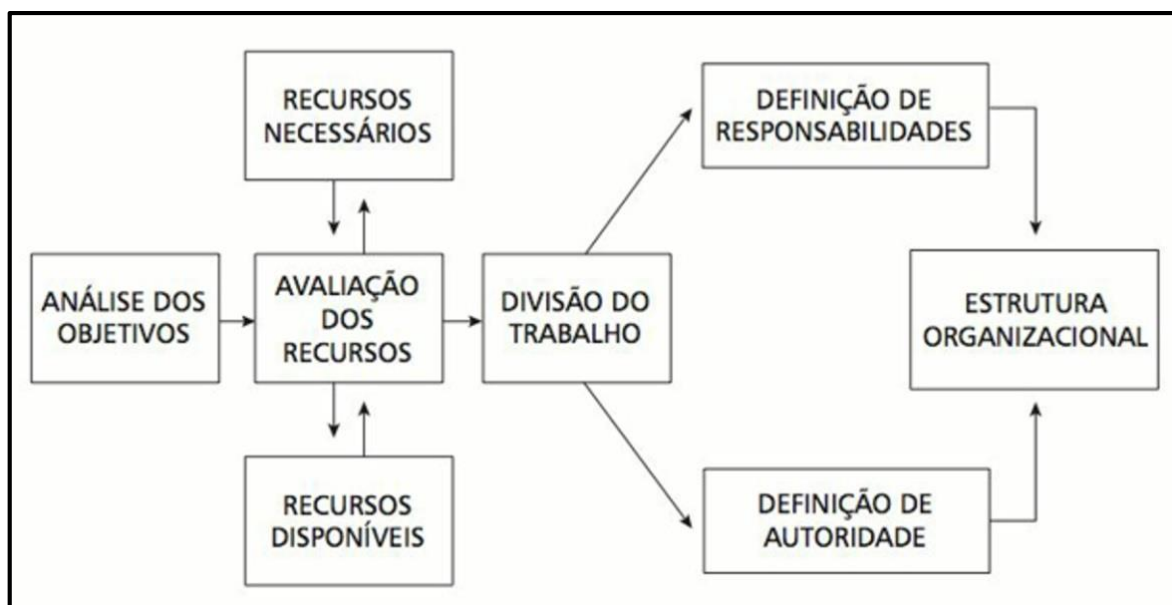 RECURSOS
NECESSÁRIOS
DEFINIÇÃO DE
RESPONSABILIDADES
ANÁLISE DOS
OBJETIVOS
AVALIAÇÃO
DOS
RECURSOS
DIVISÃO DO
TRABALHO
ESTRUTURA
ORGANIZACIONAL
RECURSOS
DISPONÍVEIS
DEFINIÇÃO DE
AUTORIDADE